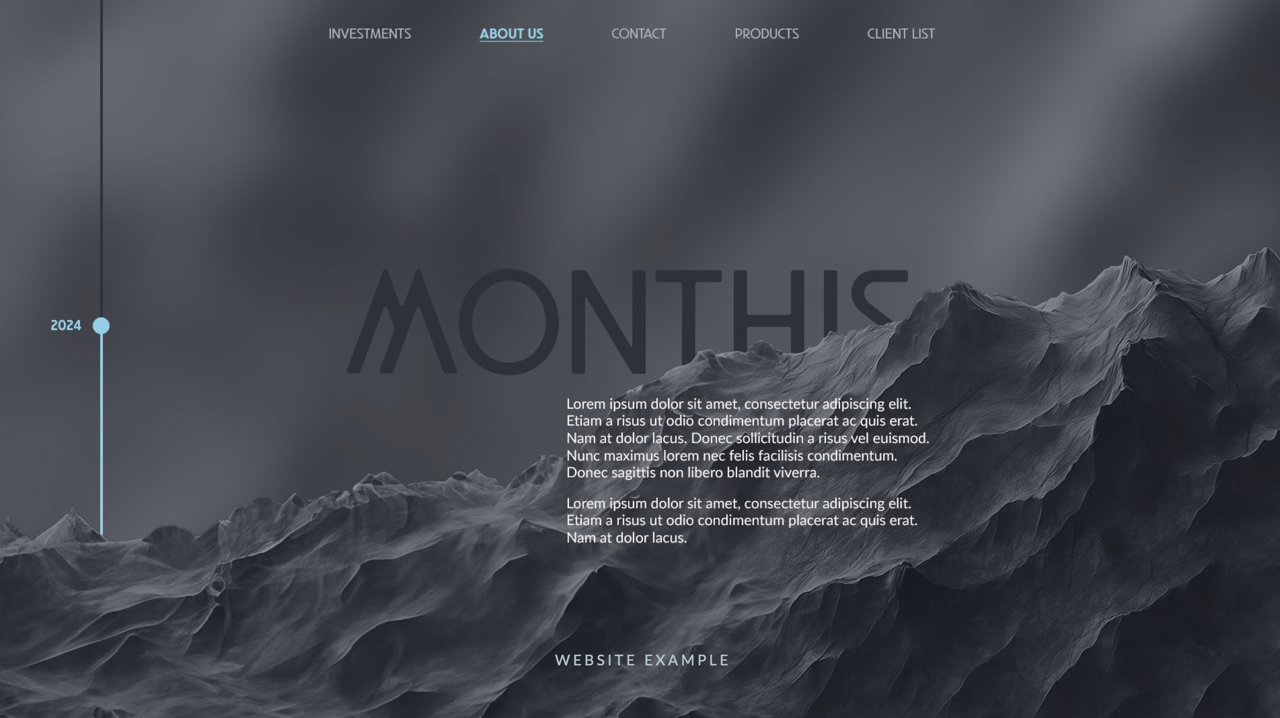 INVESTMENTS
ABOUT US
CONTACT
PRODUCTS
CLIENT LIST
MONTHIS
2024
Lorem ipsum dolor sit amet, consectetur adipiscing elit.
Etiam a risus ut odio condimentum placerat ac quis erat.
Nam at dolor lacus. Donec sollicitudin a risus vel euismod.
Nunc maximus lorem nec felis facilisis condimentum.
Donec sagittis non libero blandit viverra.
Lorem ipsum dolor sit amet, consectetur adipiscing elit.
Etiam a risus ut odio condimentum placerat ac quis erat.
Nam at dolor lacus.
WEBSITE EXAMPLE